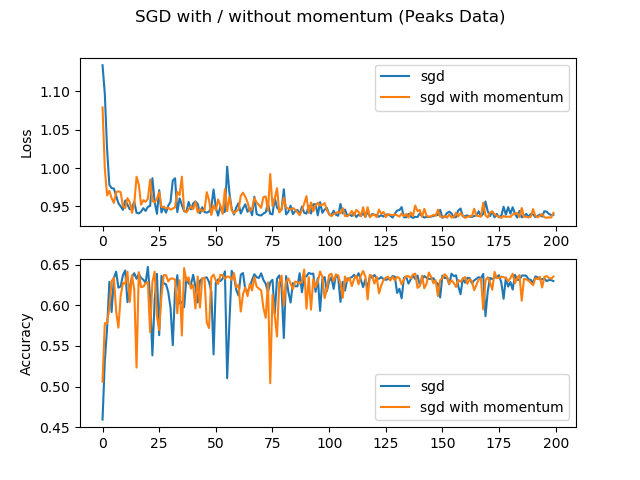 SGD with / without momentum (Peaks Data)
Loss
1.10
1.05
1.00
0.95
sgd
sgd with momentum
0 25 50 75 100 125 150 175 200
Accuracy
0.65
0.60
0.55
0.50
0.45
sgd
sgd with momentum
0 25 50 75 100 125 150 175 200